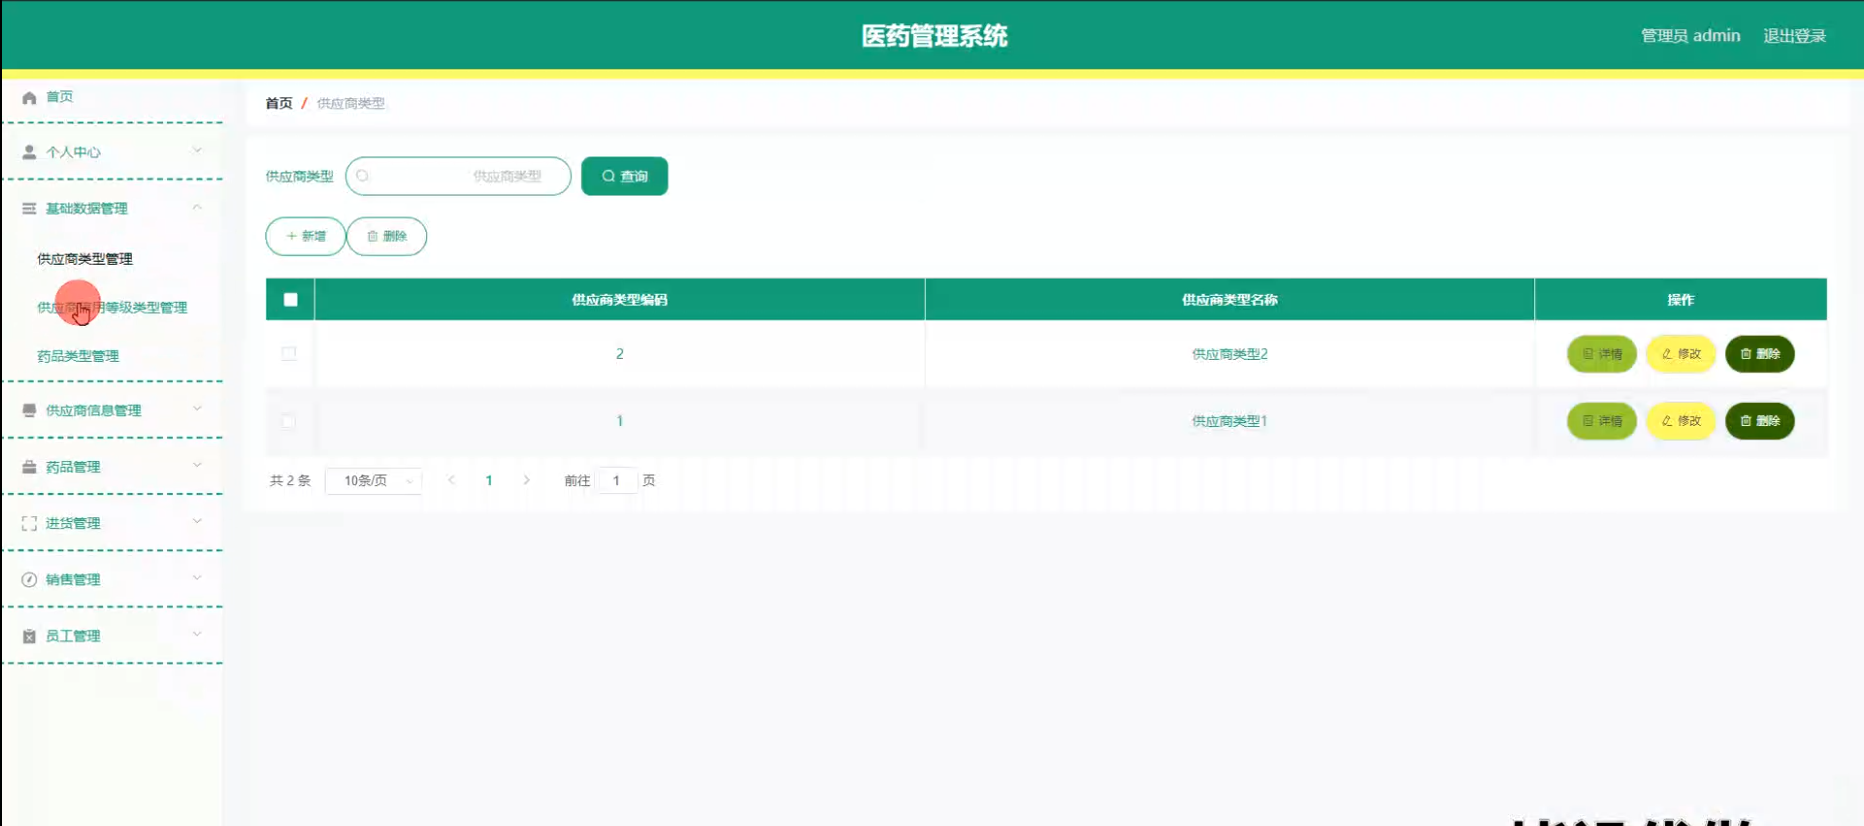 医药管理系统
管理员 admin 退出登录
首页
个人中心
基础数据管理
供应商类型管理
供应商信用等级类型管理
药品类型管理
供应商信息管理
药品管理
进货管理
销售管理
员工管理
首页 / 供应商类型
供应商类型 供应商类型 查询
+ 新增 删除
供应商类型编码 供应商类型名称 操作
2 供应商类型2 详情 修改 删除
1 供应商类型1 详情 修改 删除
共 2 条 10条/页 < 1 > 前往 1 页